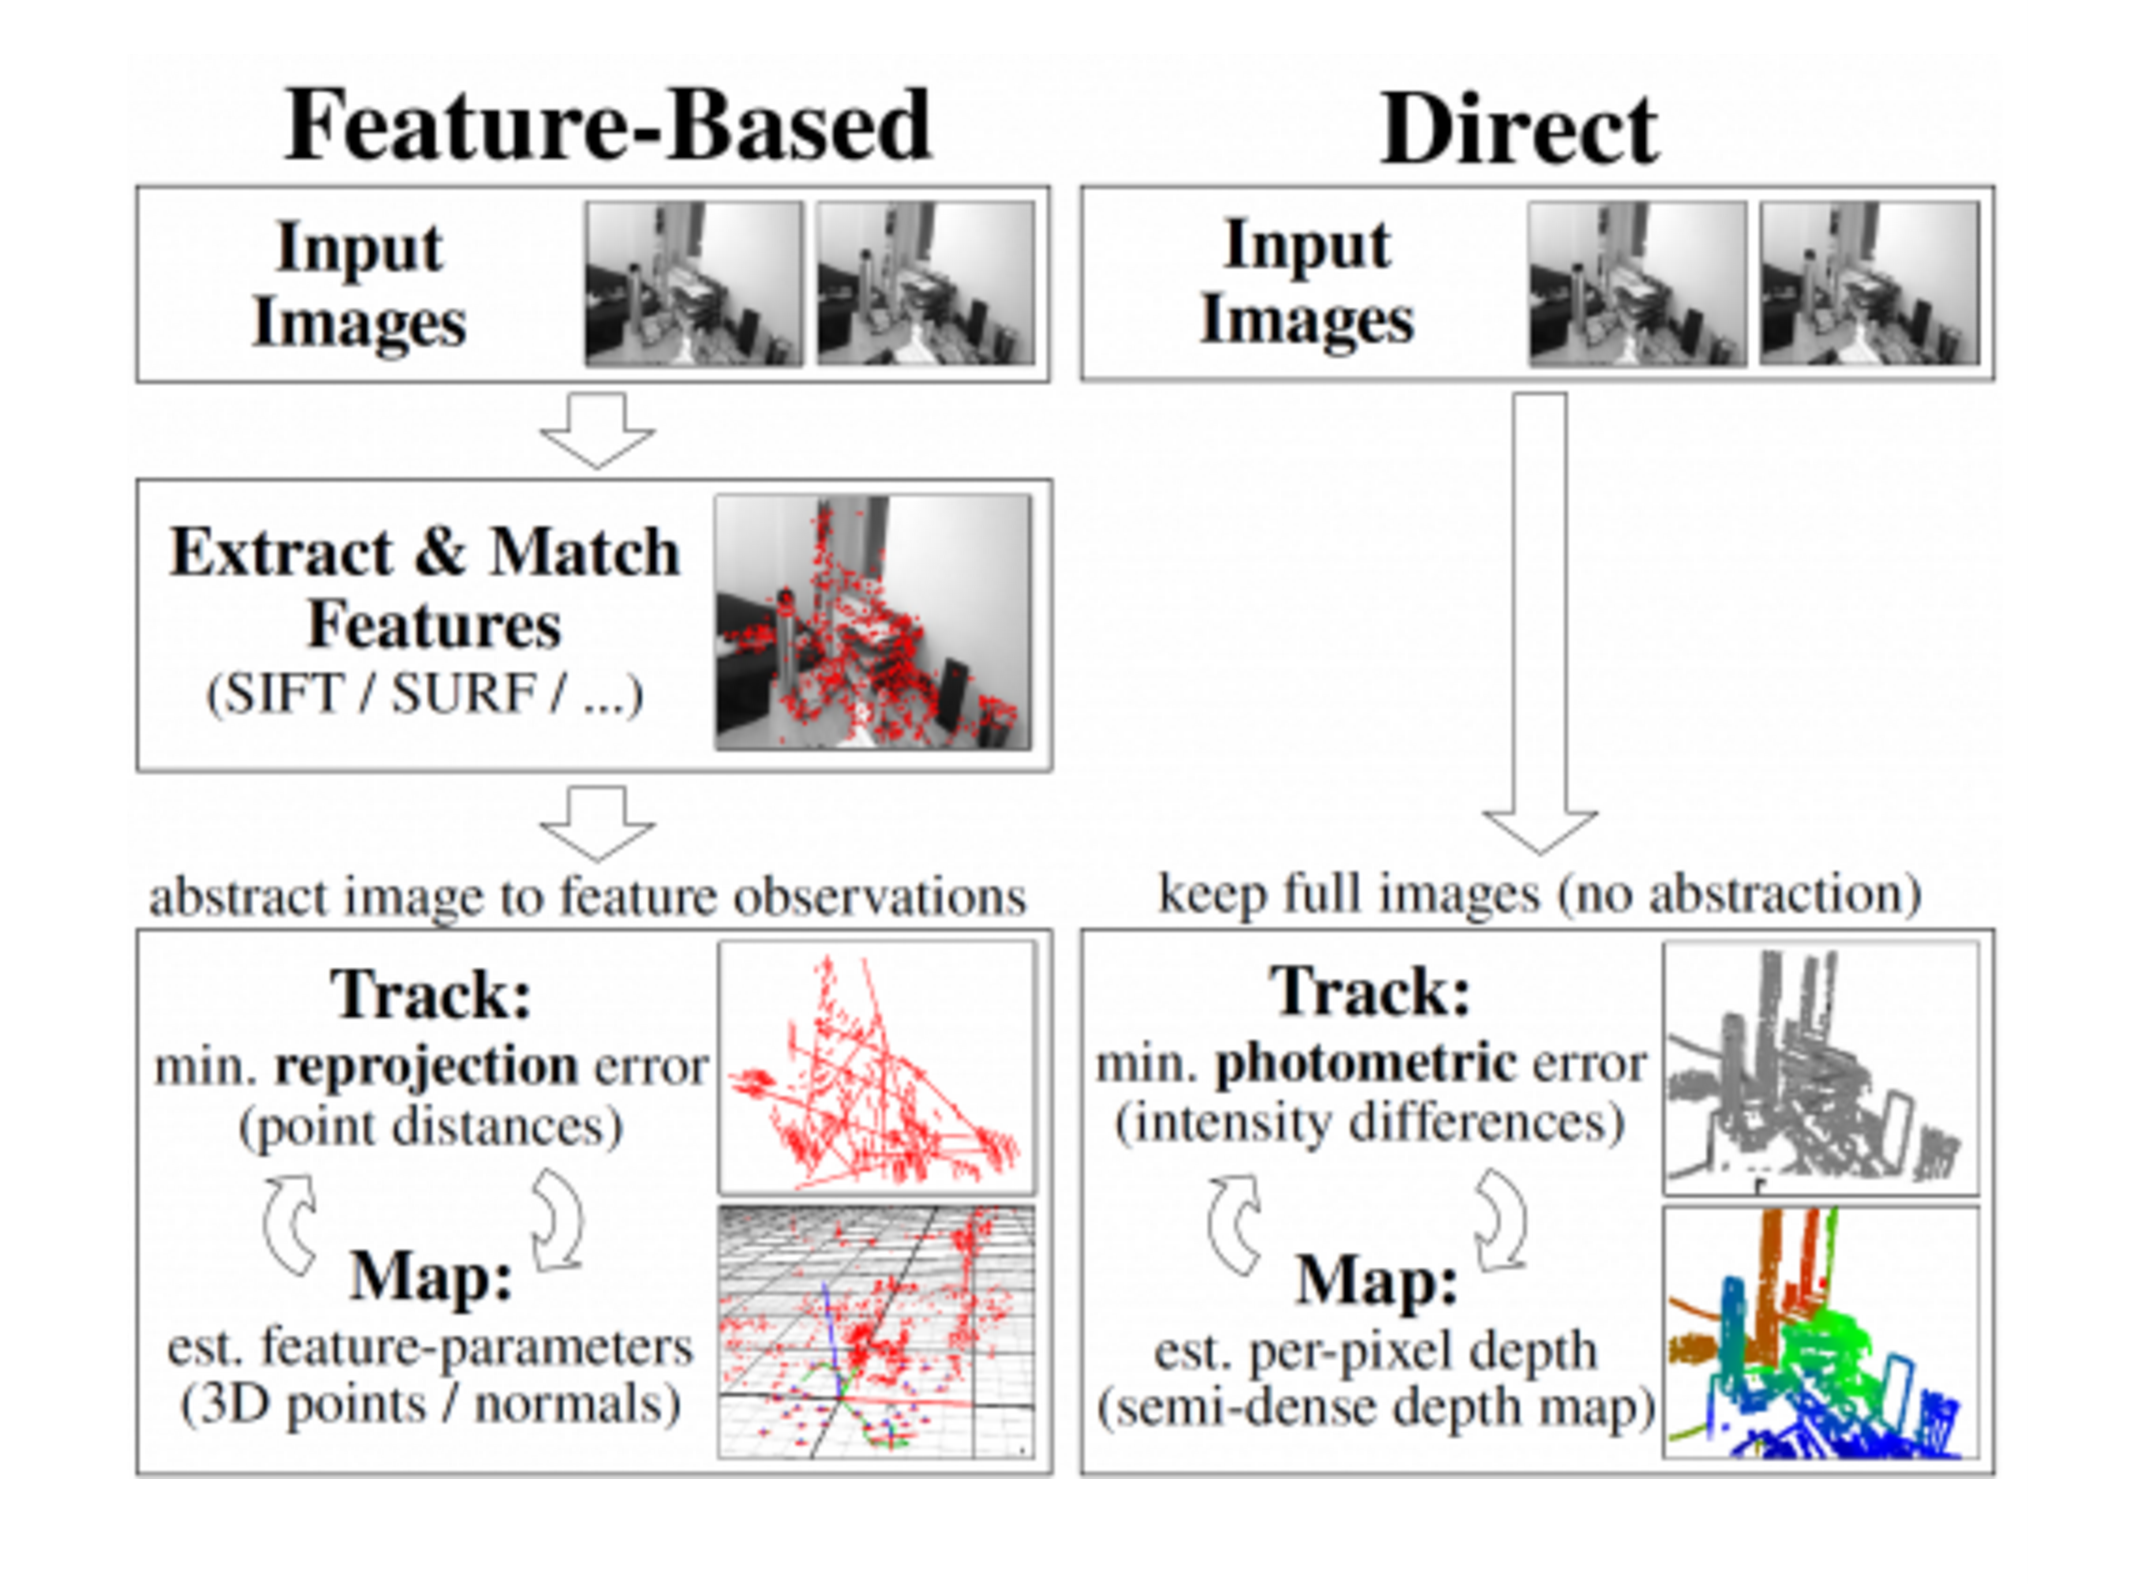 Feature-Based
Input
Images
Extract & Match
Features
(SIFT / SURF / ...)
abstract image to feature observations
Track:
min. reprojection error
(point distances)
Map:
est. feature-parameters
(3D points / normals)
Direct
Input
Images
keep full images (no abstraction)
Track:
min. photometric error
(intensity differences)
Map:
est. per-pixel depth
(semi-dense depth map)